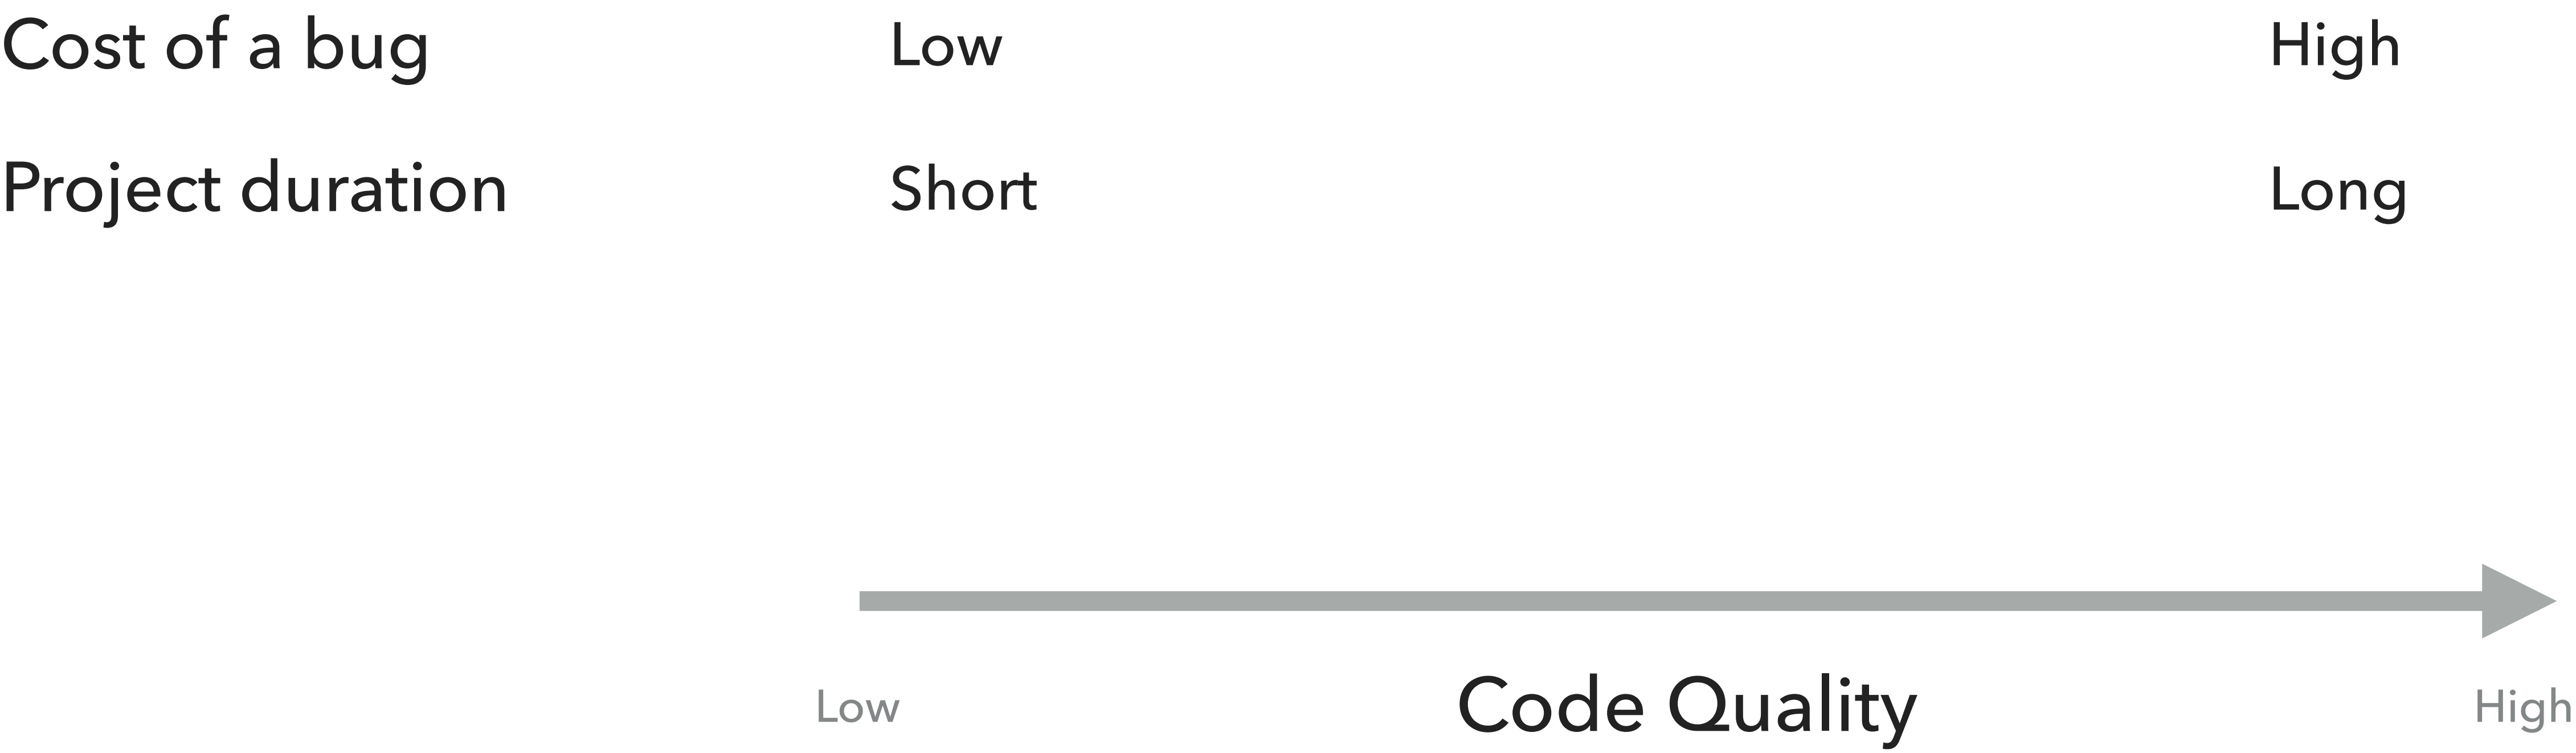 Cost of a bug Low High
Project duration Short Long
Code Quality
Low High